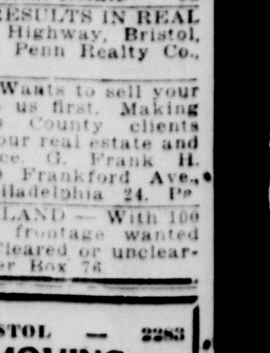 RESULTS IN REAL
Highway, Bristol,
Penn Realty Co.,
Wants to sell your
us first. Making
County clients
our real estate and
ce. G. Frank H.
Frankford Ave.,
iladelphia 24, Pa
LAND — With 100
frontage wanted
Cleared or unclear-
er Box 76
STOL — 2283
MOVING